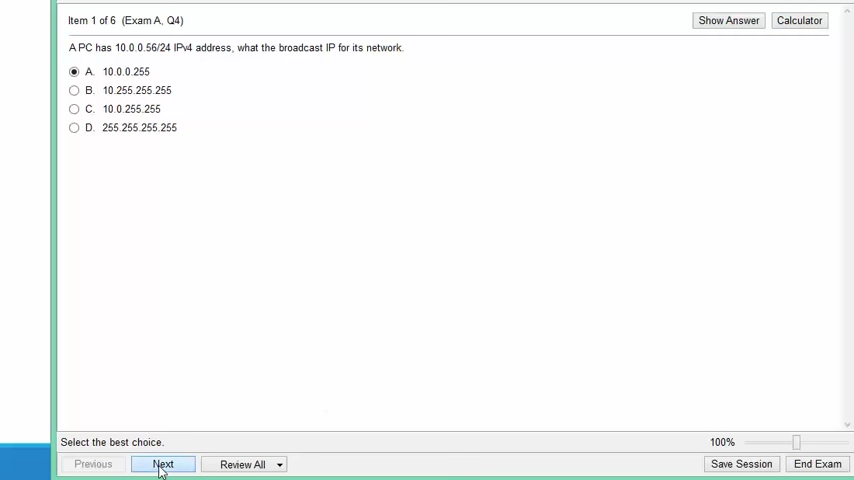 Item 1 of 6 (Exam A, Q4)
Show Answer
Calculator
A PC has 10.0.0.56/24 IPv4 address, what the broadcast IP for its network.
A. 10.0.0.255
B. 10.255.255.255
C. 10.0.255.255
D. 255.255.255.255
Select the best choice.
100%
Previous
Next
Review All
Save Session
End Exam